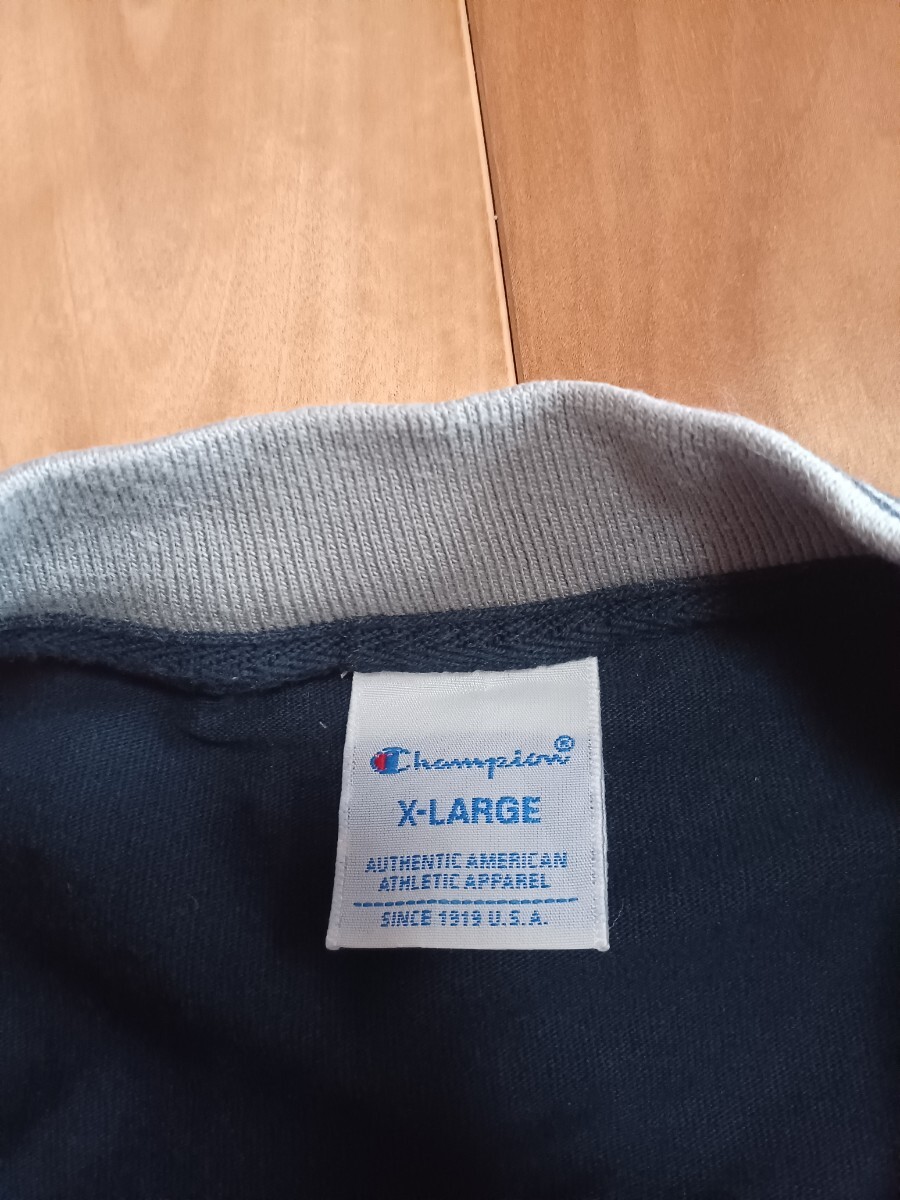 Champion®
X-LARGE
AUTHENTIC AMERICAN
ATHLETIC APPAREL
SINCE 1919 U.S.A.